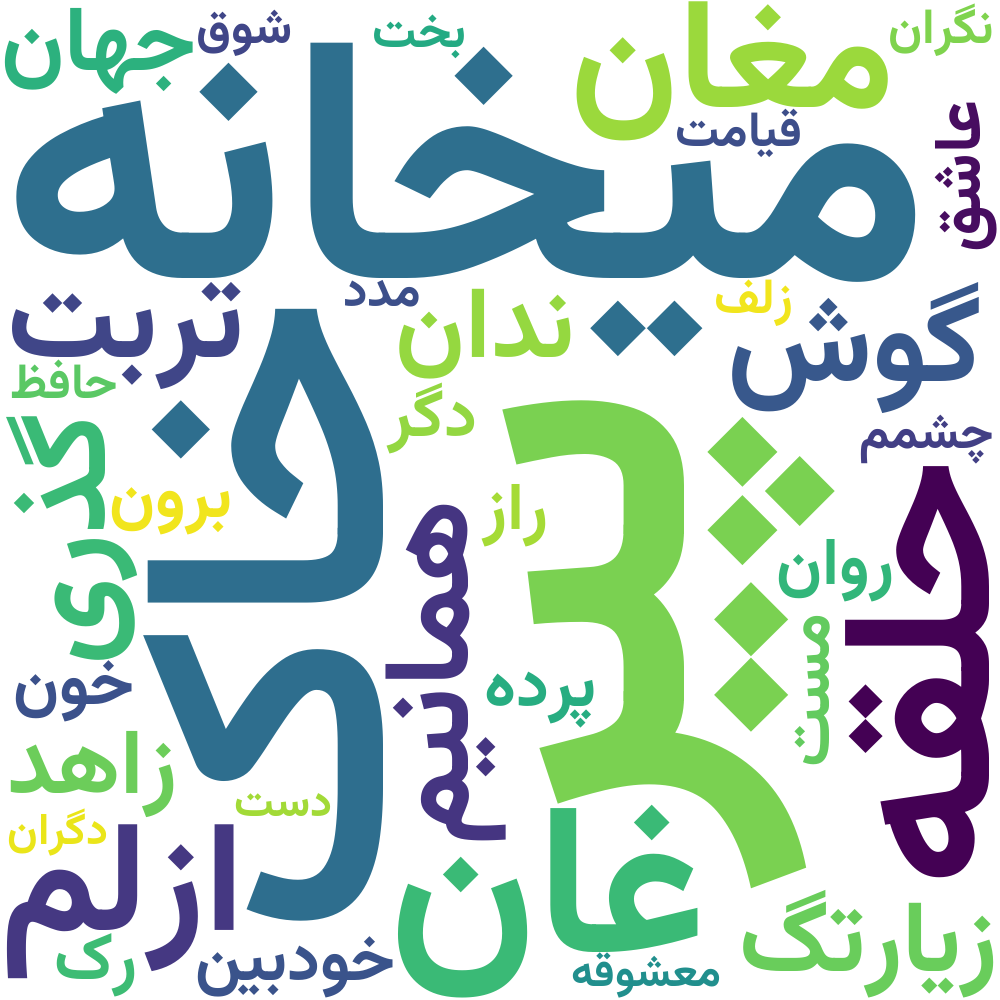 جهان
شوق
بخت
مغان
نگران
میخانه
قیامت
عاشق
تربت
مدد
ندان
زلف
گوش
حافظ
دگر
چشمم
گذری
خاک
پیر
حلقه
برون
راز
همانیم
روان
مست
خون
پرده
زاهد
دست
دگران
ازلم
غان
رک
خودبین
معشوقه
زیارتگ